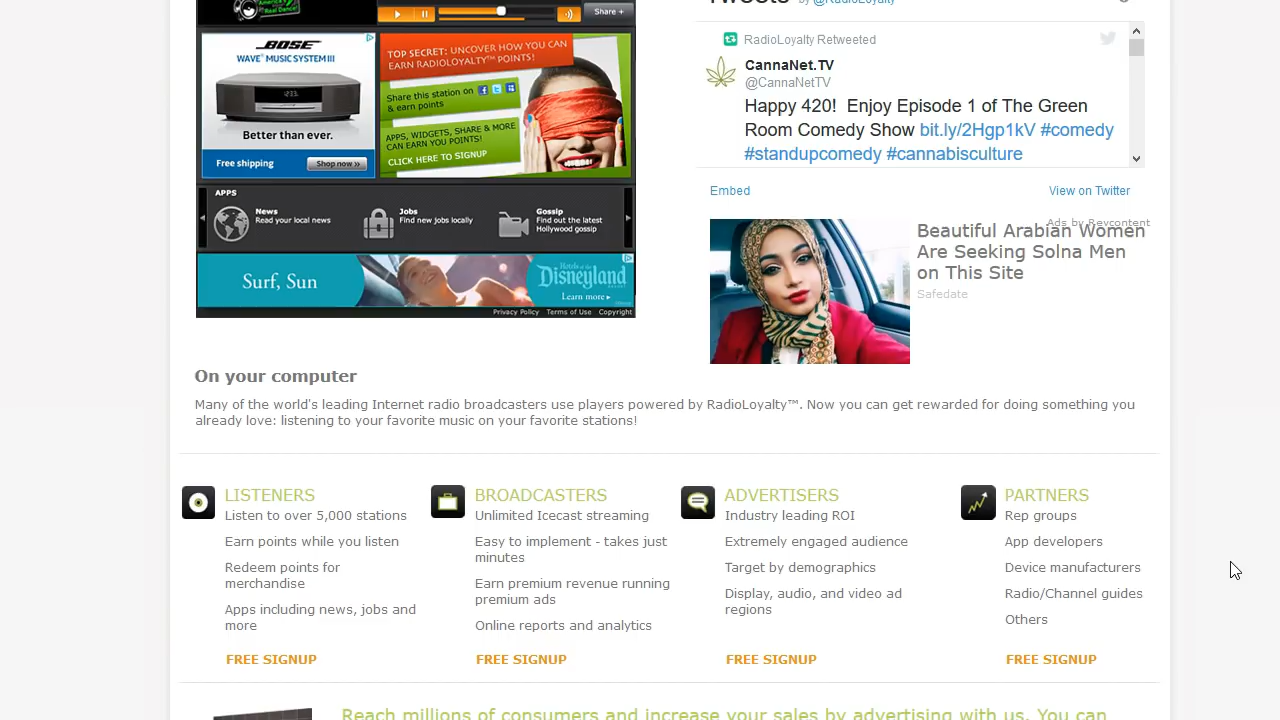 America's #1
Real Dance!
Share +
BOSE
WAVE® MUSIC SYSTEM III
Better than ever.
Free shipping
Shop now »
TOP SECRET: UNCOVER HOW YOU CAN
EARN RADIOLOYALTY™ POINTS!
Share this station on
& earn points
APPS, WIDGETS, SHARE & MORE
CAN EARN YOU POINTS!
CLICK HERE TO SIGNUP
APPS
News
Read your local news
Jobs
Find new jobs locally
Gossip
Find out the latest
Hollywood gossip
Surf, Sun
Hotels of the
Disneyland
RESORT
Learn more ▸
Privacy Policy Terms of Use Copyright
Tweets by @RadioLoyalty
RadioLoyalty Retweeted
CannaNet.TV
@CannaNetTV
Happy 420! Enjoy Episode 1 of The Green
Room Comedy Show bit.ly/2Hgp1kV #comedy
#standupcomedy #cannabisculture
Embed
View on Twitter
Ads by Revcontent
Beautiful Arabian Women
Are Seeking Solna Men
on This Site
Safedate
On your computer
Many of the world's leading Internet radio broadcasters use players powered by RadioLoyalty™. Now you can get rewarded for doing something you
already love: listening to your favorite music on your favorite stations!
LISTENERS
Listen to over 5,000 stations
Earn points while you listen
Redeem points for
merchandise
Apps including news, jobs and
more
FREE SIGNUP
BROADCASTERS
Unlimited Icecast streaming
Easy to implement - takes just
minutes
Earn premium revenue running
premium ads
Online reports and analytics
FREE SIGNUP
ADVERTISERS
Industry leading ROI
Extremely engaged audience
Target by demographics
Display, audio, and video ad
regions
FREE SIGNUP
PARTNERS
Rep groups
App developers
Device manufacturers
Radio/Channel guides
Others
FREE SIGNUP
Reach millions of consumers and increase your sales by advertising with us. You can